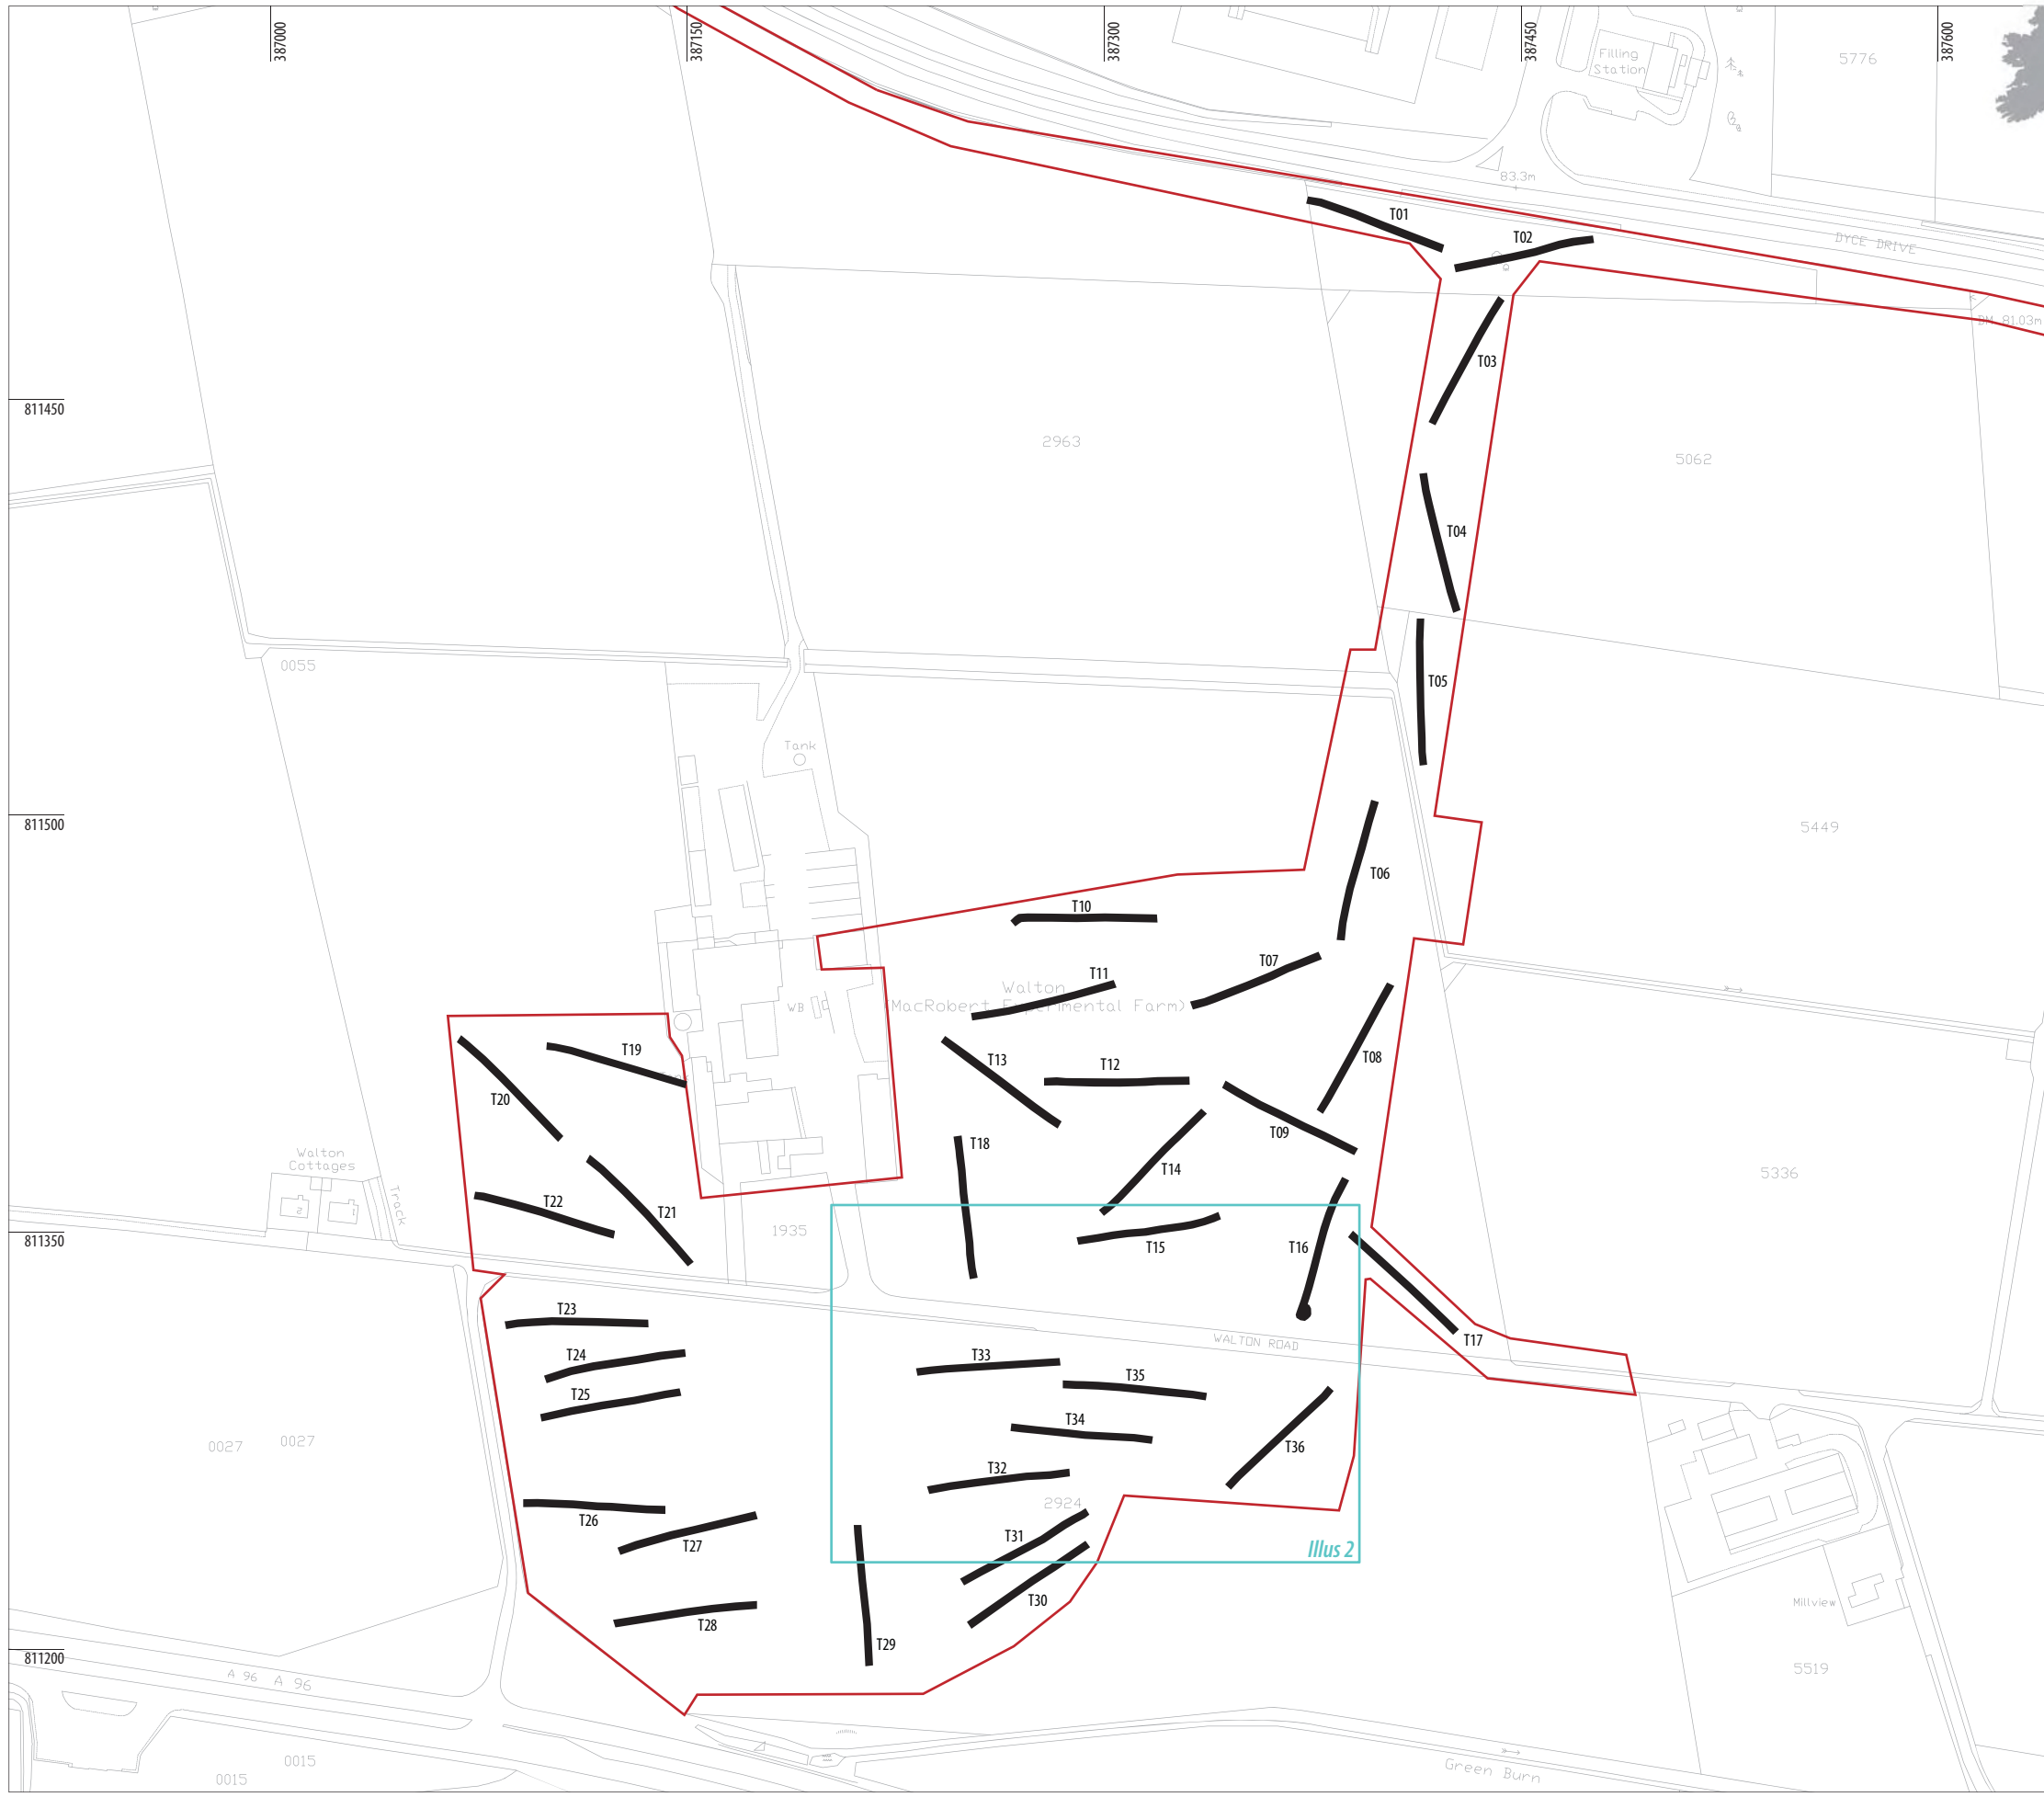 387000
387150
387300
387450
387600
Filling
Station
5776
83.3m
T01
T02
DYCE DRIVE
BM 81.03m
T03
811450
2963
5062
T04
0055
T05
Tank
811500
5449
T06
T10
T07
T11
Walton
(MacRobert Experimental Farm)
WB
T19
T13
T12
T08
T20
T09
T18
T14
Walton
Cottages
Track
2
1
T22
T21
1935
811350
T15
T16
T23
WALTON ROAD
T17
T24
T33
T35
T25
T34
0027
0027
T36
T32
5336
2924
T26
T31
T27
Illus 2
T30
Millview
T28
T29
811200
5519
A 96
A 96
0015
0015
Green Burn